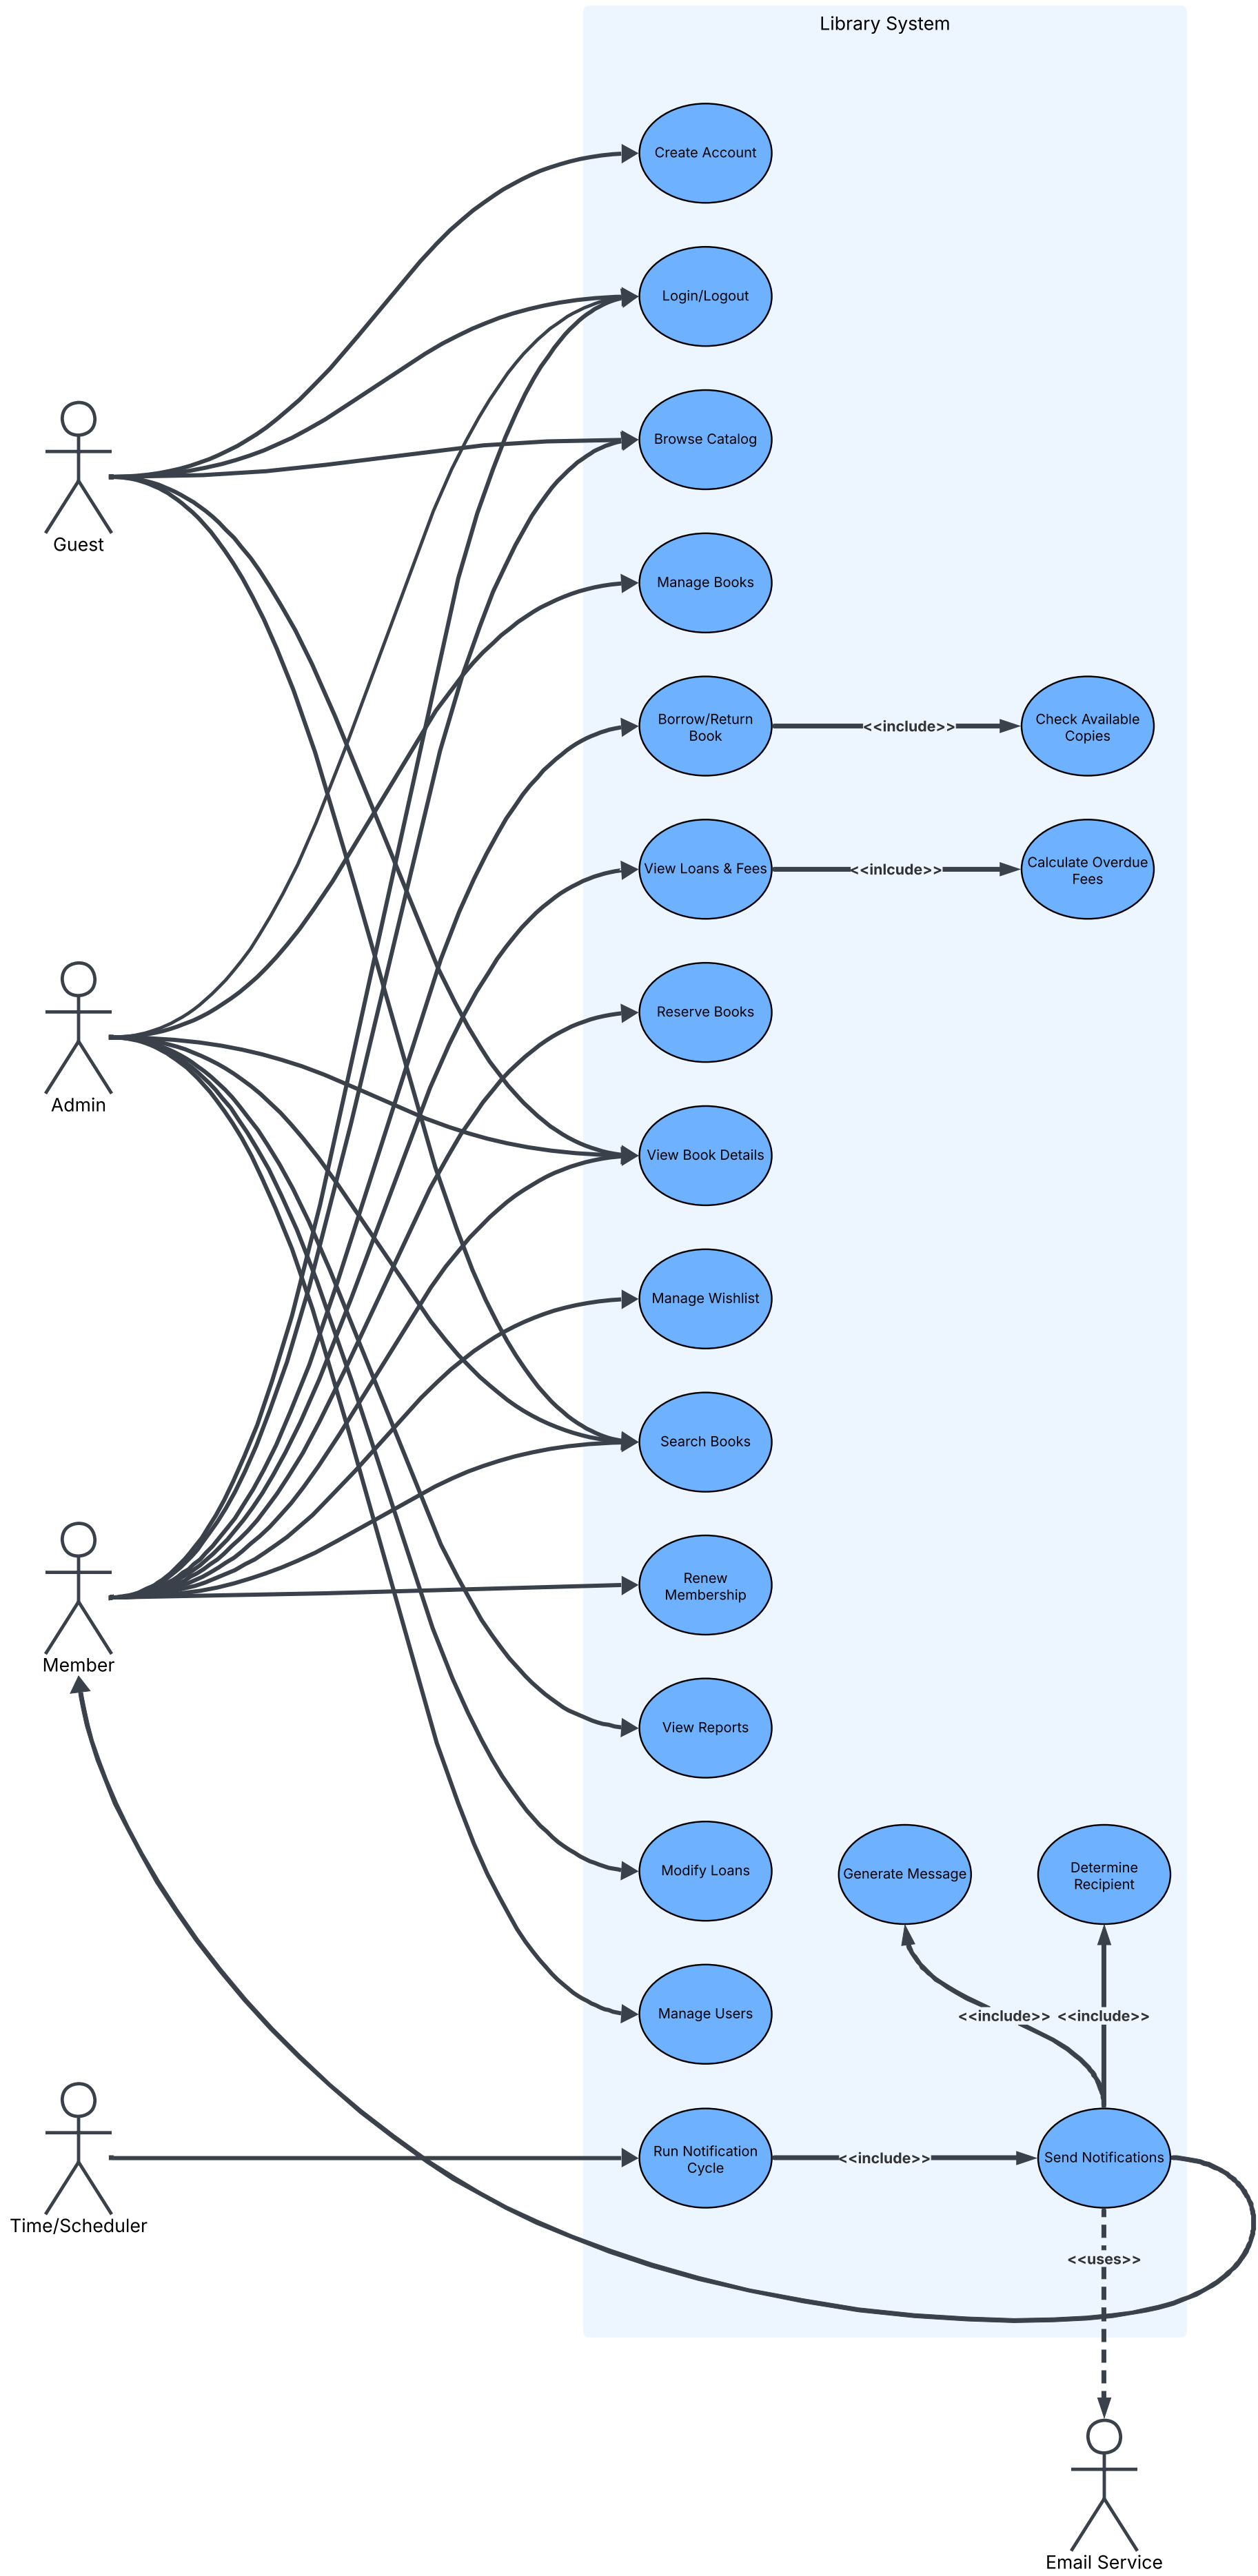 Library System
Create Account
Login/Logout
Browse Catalog
Guest
Manage Books
Borrow/Return
Book
<<include>>
Check Available
Copies
View Loans & Fees
<<inlcude>>
Calculate Overdue
Fees
Reserve Books
Admin
View Book Details
Manage Wishlist
Search Books
Renew
Membership
Member
View Reports
Modify Loans
Generate Message
Determine
Recipient
Manage Users
<<include>>
<<include>>
Run Notification
Cycle
<<include>>
Send Notifications
Time/Scheduler
<<uses>>
Email Service